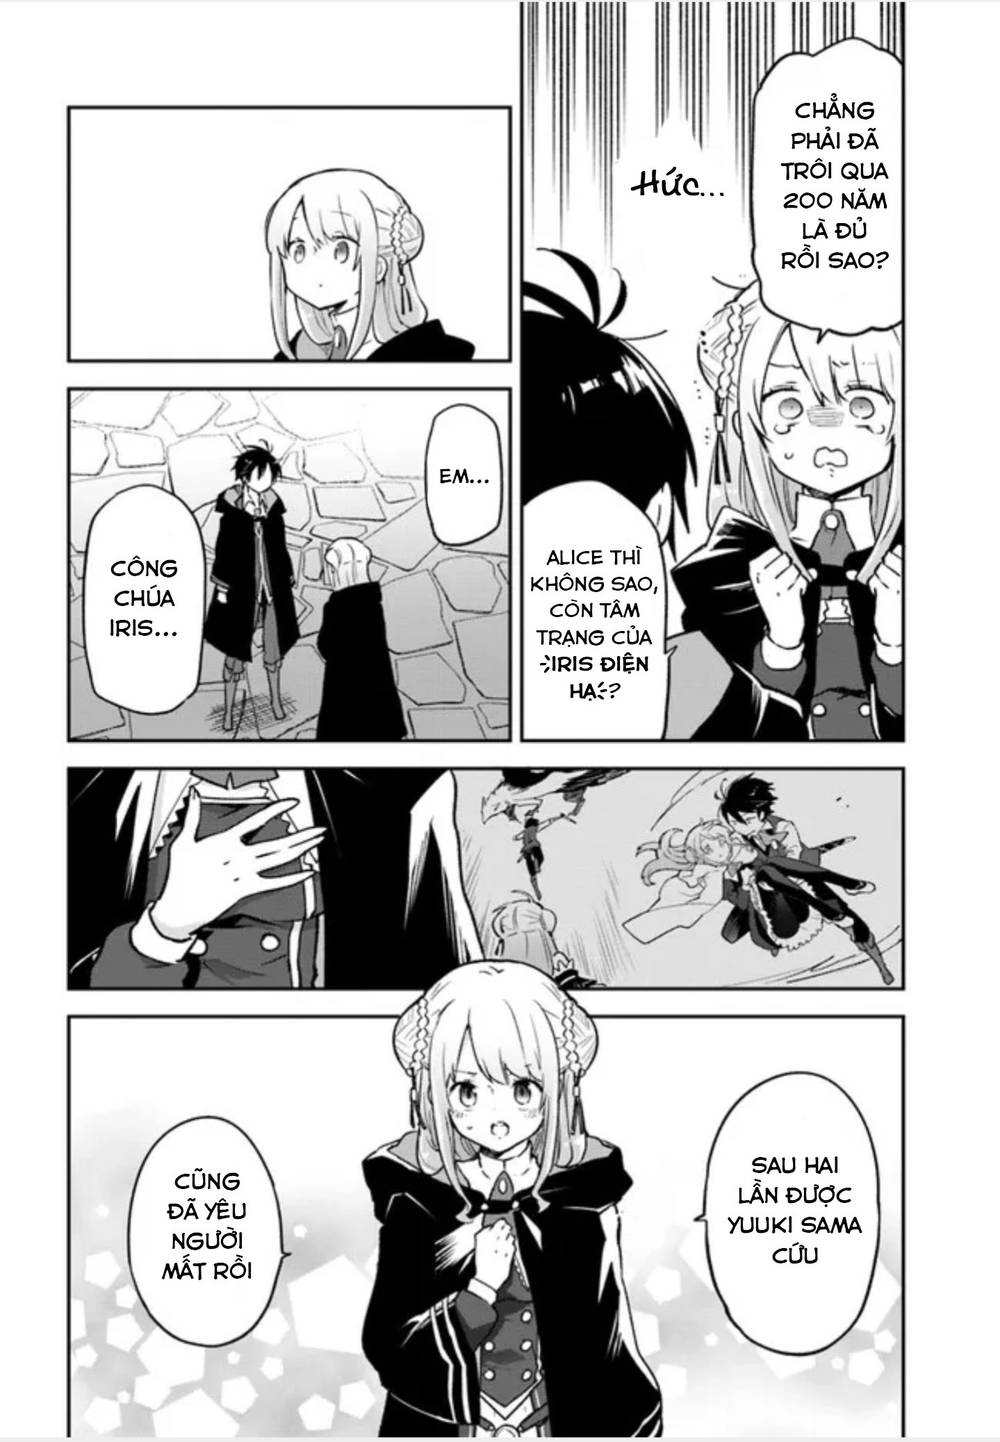 CHẲNG
PHẢI ĐÃ
TRÔI QUA
200 NĂM
LÀ ĐỦ
RỒI SAO?
HỨC...
ALICE THÌ
KHÔNG SAO,
CÒN TÂM
TRẠNG CỦA
IRIS ĐIỆN
HẠ?
EM...
CÔNG
CHÚA
IRIS...
SAU HAI
LẦN ĐƯỢC
YUUKI SAMA
CỨU
CŨNG
ĐÃ YÊU
NGƯỜI
MẤT RỒI